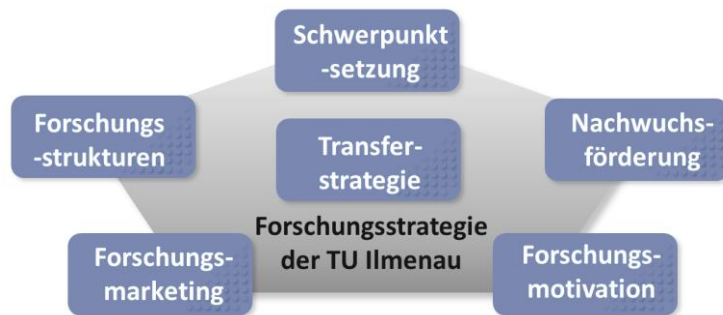 Schwerpunkt
-setzung
Forschungs
-strukturen
Transfer-
strategie
Nachwuchs-
förderung
Forschungsstrategie
der TU Ilmenau
Forschungs-
marketing
Forschungs-
motivation